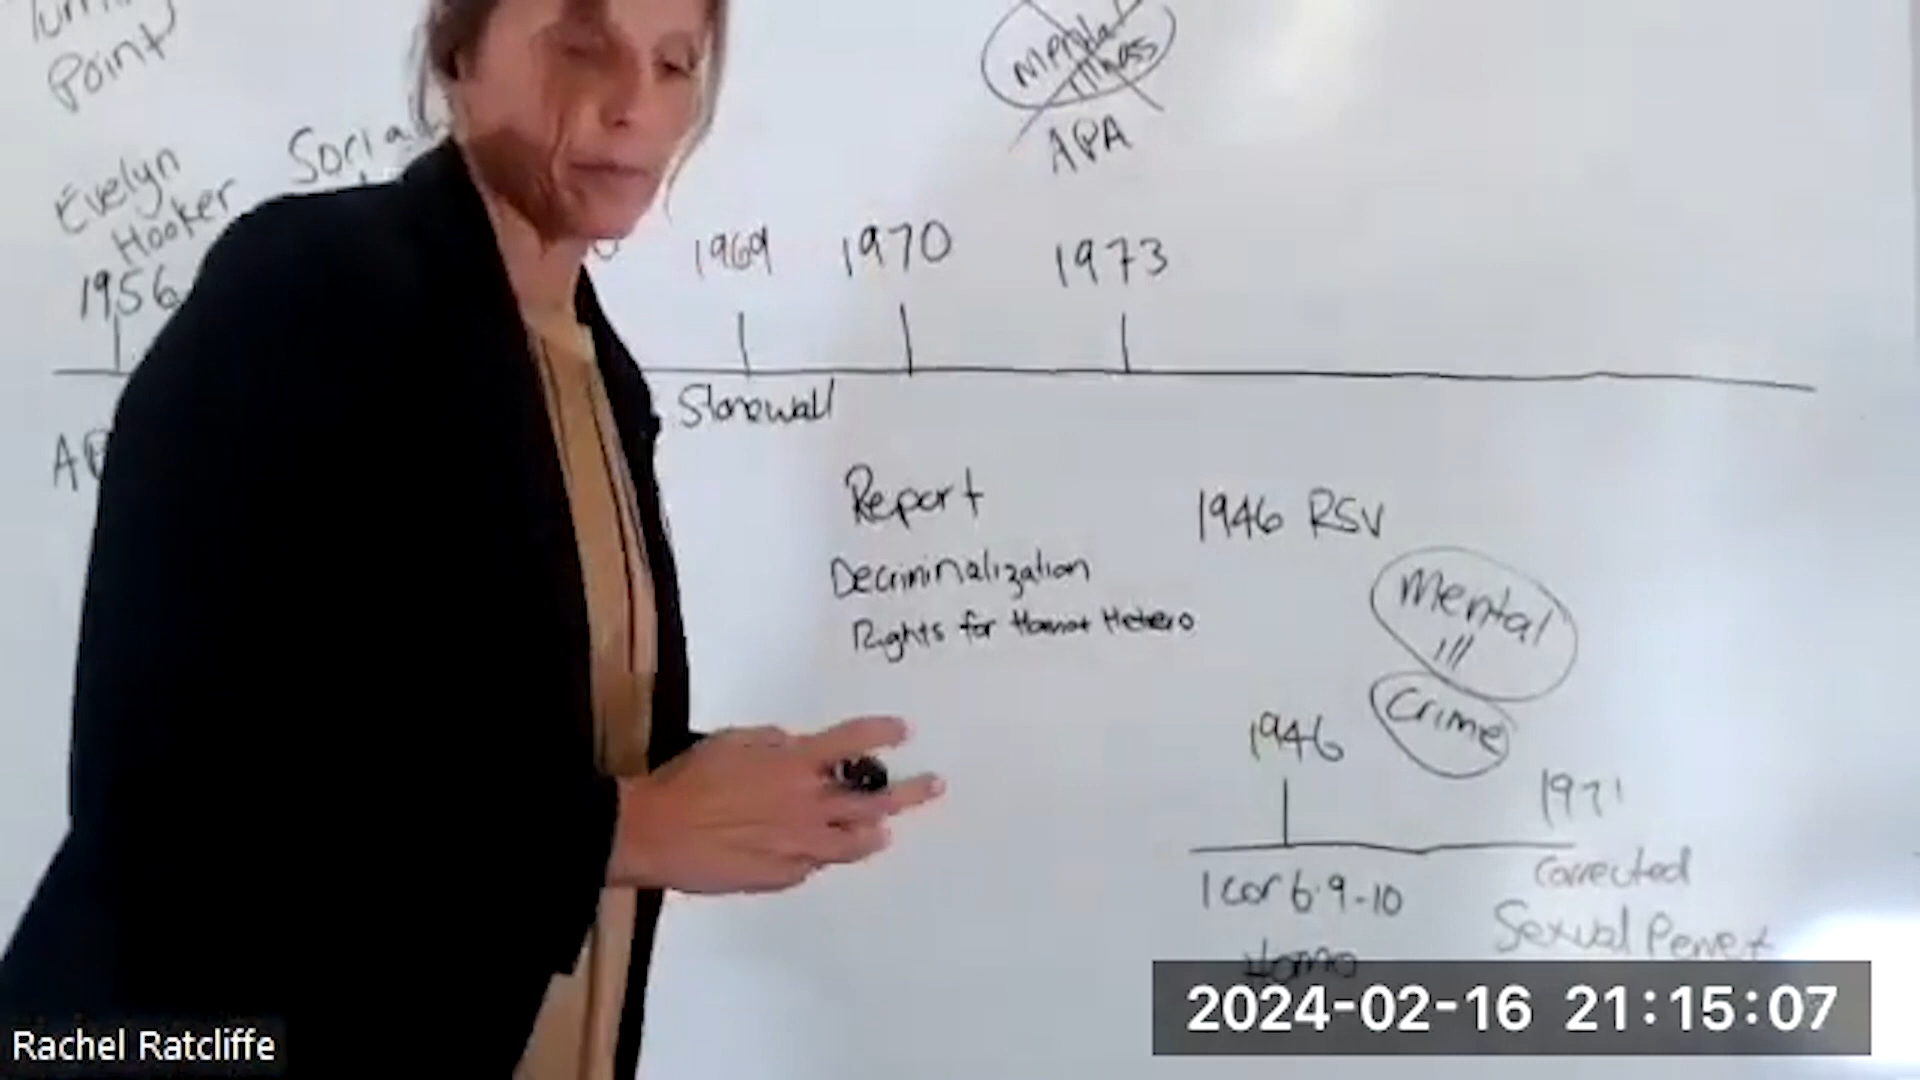 Point
Evelyn
Hooker
1956
Mental
Illness
APA
1969
1970
1973
Stonewall
Report
Decriminalization
Rights for Homo + Hetero
1946 RSV
Mental
Ill
Crime
1946
1971
1 cor 6:9-10
Homo
Corrected
Sexual Pervert
2024-02-16 21:15:07
Rachel Ratcliffe